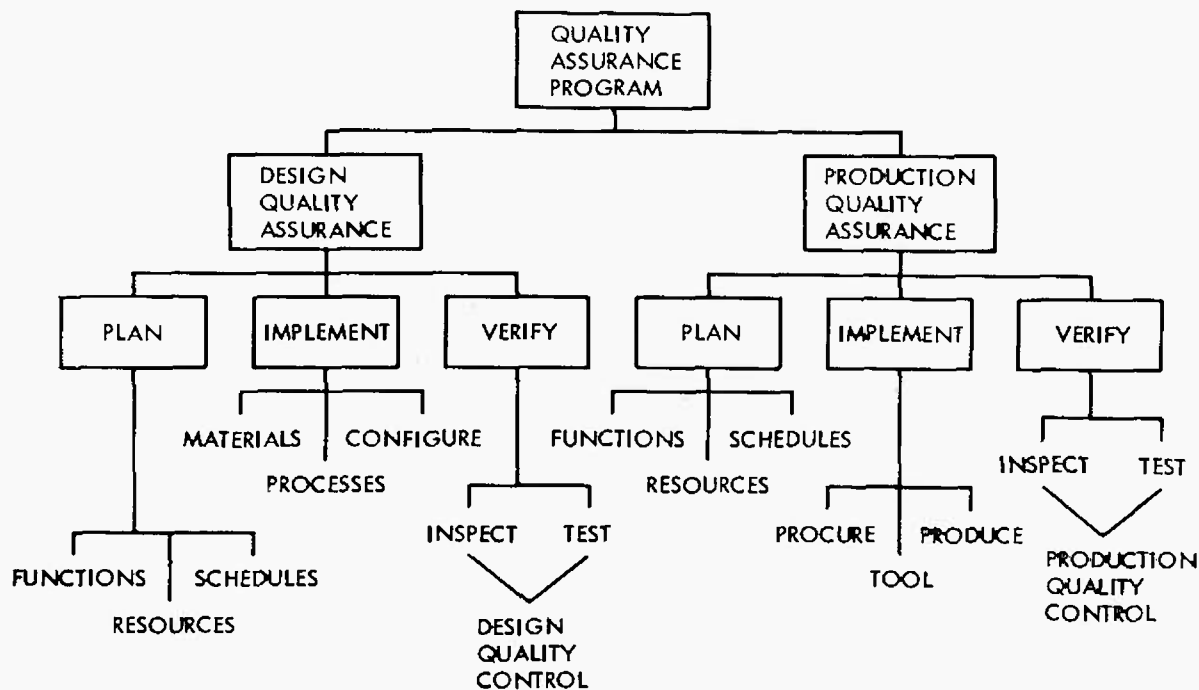 QUALITY
ASSURANCE
PROGRAM
DESIGN
QUALITY
ASSURANCE
PRODUCTION
QUALITY
ASSURANCE
PLAN
IMPLEMENT
VERIFY
PLAN
IMPLEMENT
VERIFY
MATERIALS
CONFIGURE
PROCESSES
FUNCTIONS
SCHEDULES
RESOURCES
INSPECT
TEST
DESIGN
QUALITY
CONTROL
FUNCTIONS
SCHEDULES
RESOURCES
PROCURE
PRODUCE
TOOL
INSPECT
TEST
PRODUCTION
QUALITY
CONTROL